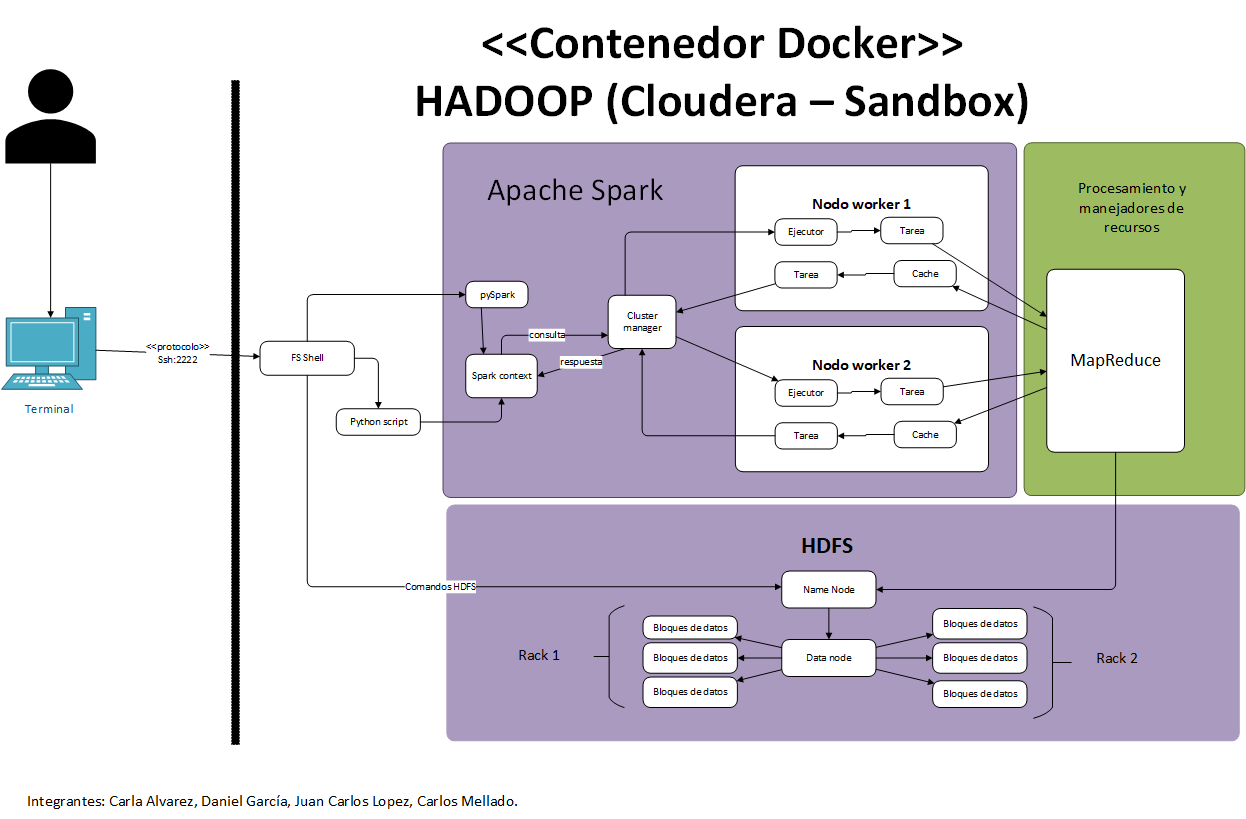 <<Contenedor Docker>>
HADOOP (Cloudera – Sandbox)
Apache Spark
Nodo worker 1
Ejecutor
Tarea
Tarea
Cache
Procesamiento y
manejadores de
recursos
pySpark
Cluster
manager
consulta
respuesta
Spark context
Nodo worker 2
Ejecutor
Tarea
Tarea
Cache
MapReduce
<<protocolo>>
Ssh:2222
FS Shell
Terminal
Python script
HDFS
Comandos HDFS
Name Node
Rack 1
Bloques de datos
Bloques de datos
Bloques de datos
Data node
Bloques de datos
Bloques de datos
Bloques de datos
Rack 2
Integrantes: Carla Alvarez, Daniel García, Juan Carlos Lopez, Carlos Mellado.